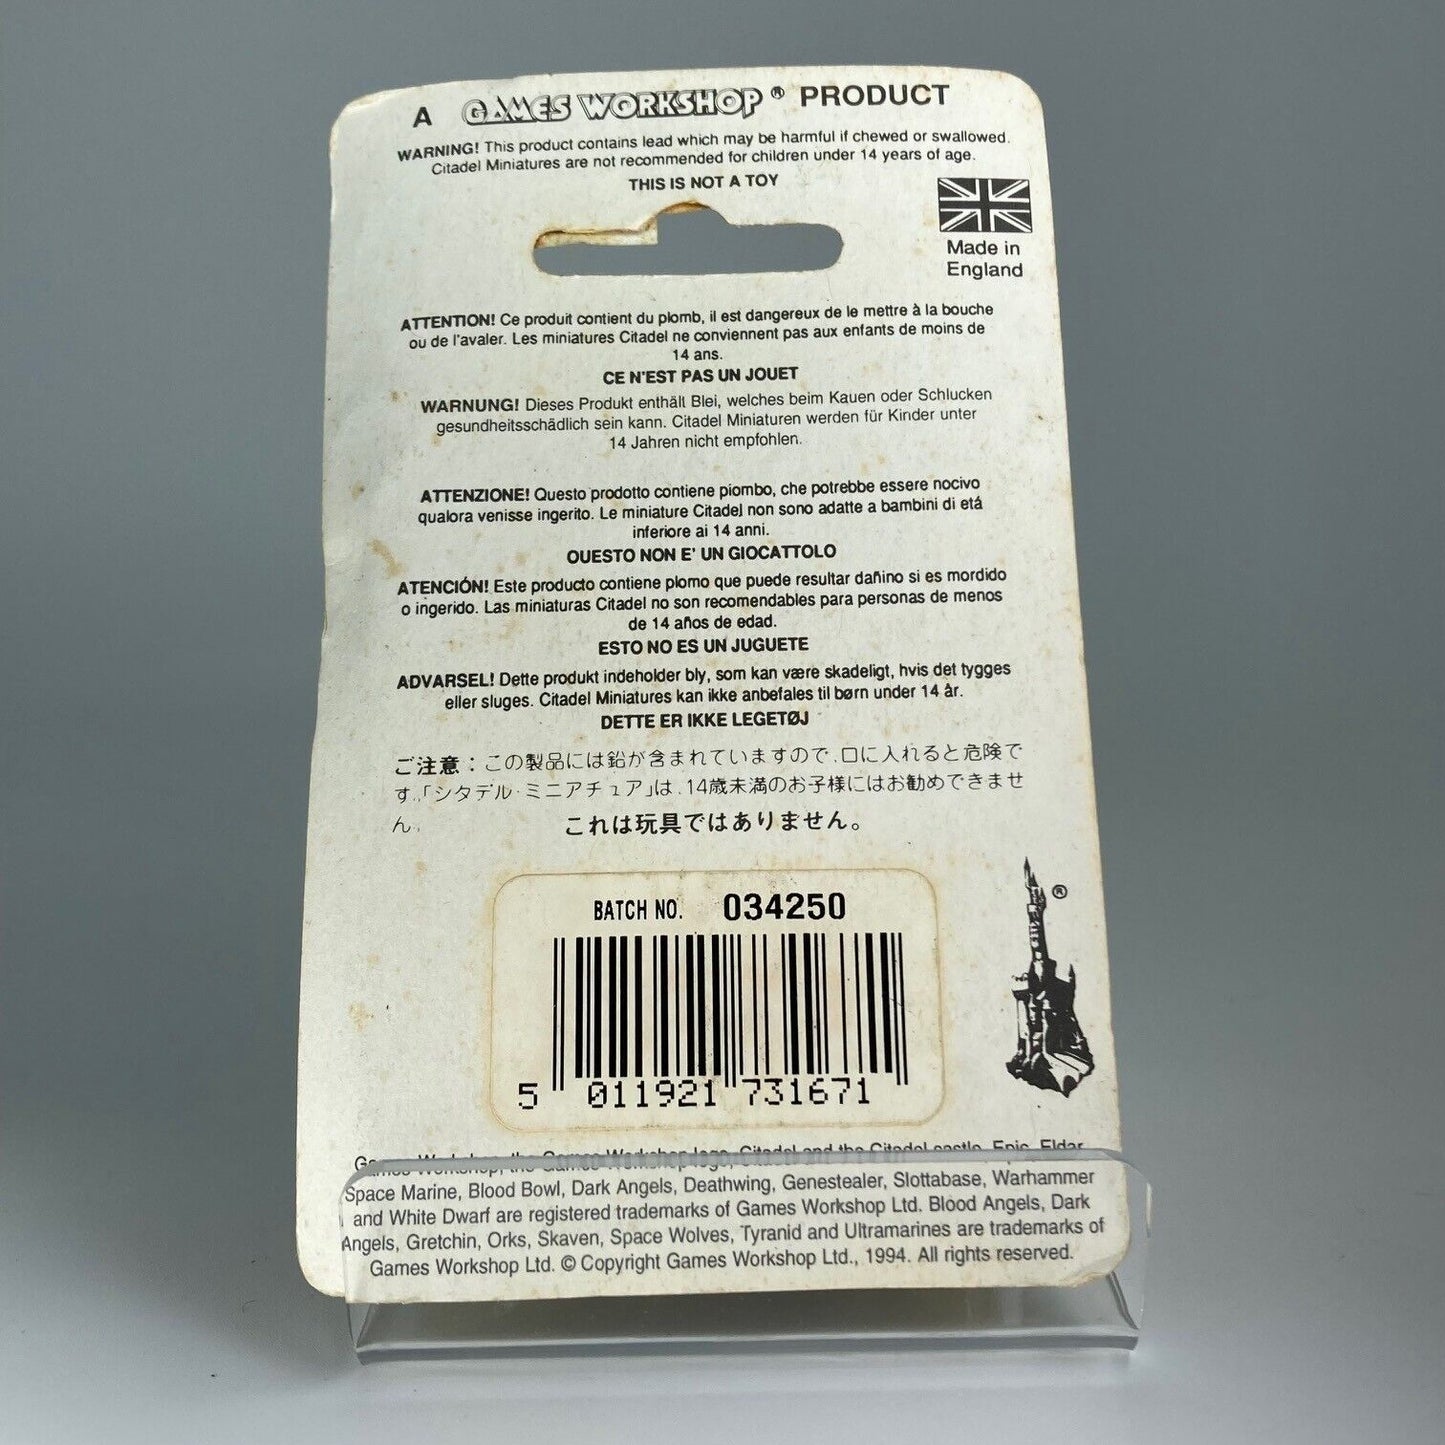 A GAMES WORKSHOP ® PRODUCT
WARNING! This product contains lead which may be harmful if chewed or swallowed.
Citadel Miniatures are not recommended for children under 14 years of age.
THIS IS NOT A TOY
Made in
England
ATTENTION! Ce produit contient du plomb, il est dangereux de le mettre à la bouche
ou de l'avaler. Les miniatures Citadel ne conviennent pas aux enfants de moins de
14 ans.
CE N'EST PAS UN JOUET
WARNUNG! Dieses Produkt enthält Blei, welches beim Kauen oder Schlucken
gesundheitsschädlich sein kann. Citadel Miniaturen werden für Kinder unter
14 Jahren nicht empfohlen.
ATTENZIONE! Questo prodotto contiene piombo, che potrebbe essere nocivo
qualora venisse ingerito. Le miniature Citadel non sono adatte a bambini di etá
inferiore ai 14 anni.
QUESTO NON E' UN GIOCATTOLO
ATENCIÓN! Este producto contiene plomo que puede resultar dañino si es mordido
o ingerido. Las miniaturas Citadel no son recomendables para personas de menos
de 14 años de edad.
ESTO NO ES UN JUGUETE
ADVARSEL! Dette produkt indeholder bly, som kan være skadeligt, hvis det tygges
eller sluges. Citadel Miniatures kan ikke anbefales til børn under 14 år.
DETTE ER IKKE LEGETØJ
ご注意：この製品には鉛が含まれていますので、口に入れると危険で
す。「シタデル・ミニアチュア」は、14歳未満のお子様にはお勧めできませ
ん。 これは玩具ではありません。
BATCH NO. 034250
®
5 011921 731671
Games Workshop, the Games Workshop logo, Citadel and the Citadel castle, Epic, Eldar,
Space Marine, Blood Bowl, Dark Angels, Deathwing, Genestealer, Slottabase, Warhammer
and White Dwarf are registered trademarks of Games Workshop Ltd. Blood Angels, Dark
Angels, Gretchin, Orks, Skaven, Space Wolves, Tyranid and Ultramarines are trademarks of
Games Workshop Ltd. © Copyright Games Workshop Ltd., 1994. All rights reserved.